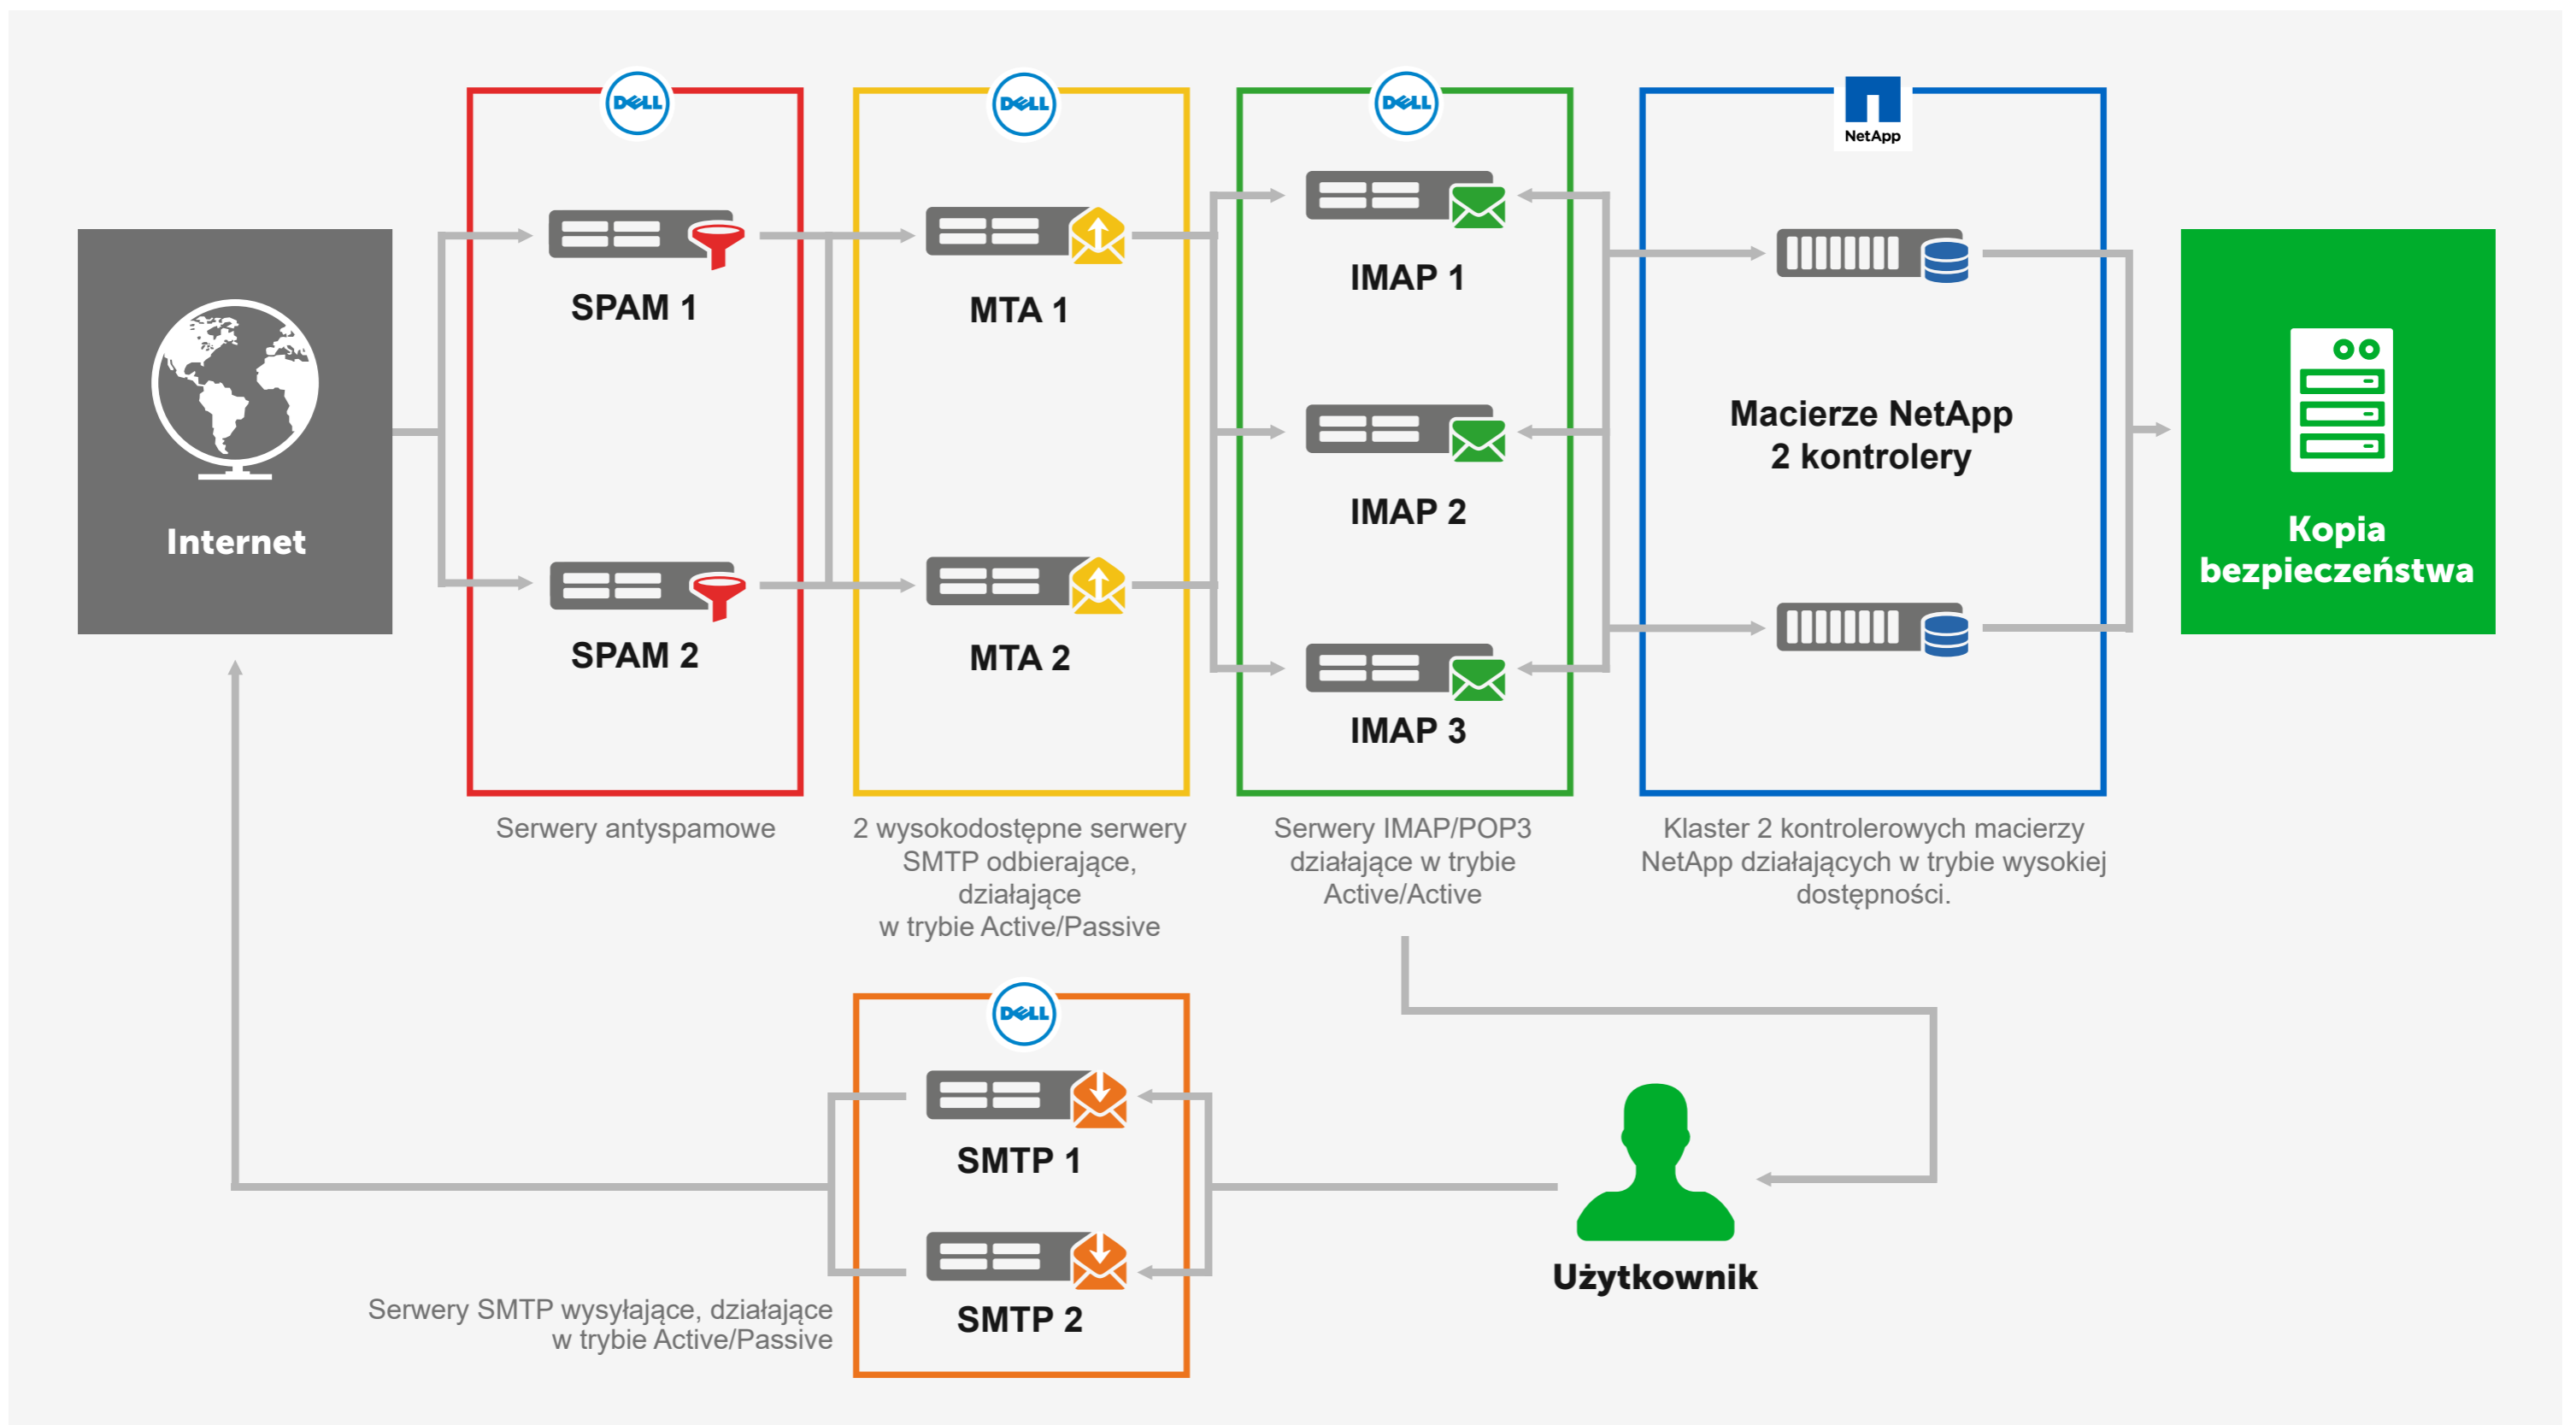 DELL
DELL
DELL
NetApp
Internet
SPAM 1
SPAM 2
Serwery antyspamowe
MTA 1
MTA 2
2 wysokodostępne serwery
SMTP odbierające,
działające
w trybie Active/Passive
IMAP 1
IMAP 2
IMAP 3
Serwery IMAP/POP3
działające w trybie
Active/Active
Macierze NetApp
2 kontrolery
Klaster 2 kontrolerowych macierzy
NetApp działających w trybie wysokiej
dostępności.
Kopia
bezpieczeństwa
DELL
SMTP 1
SMTP 2
Serwery SMTP wysyłające, działające
w trybie Active/Passive
Użytkownik